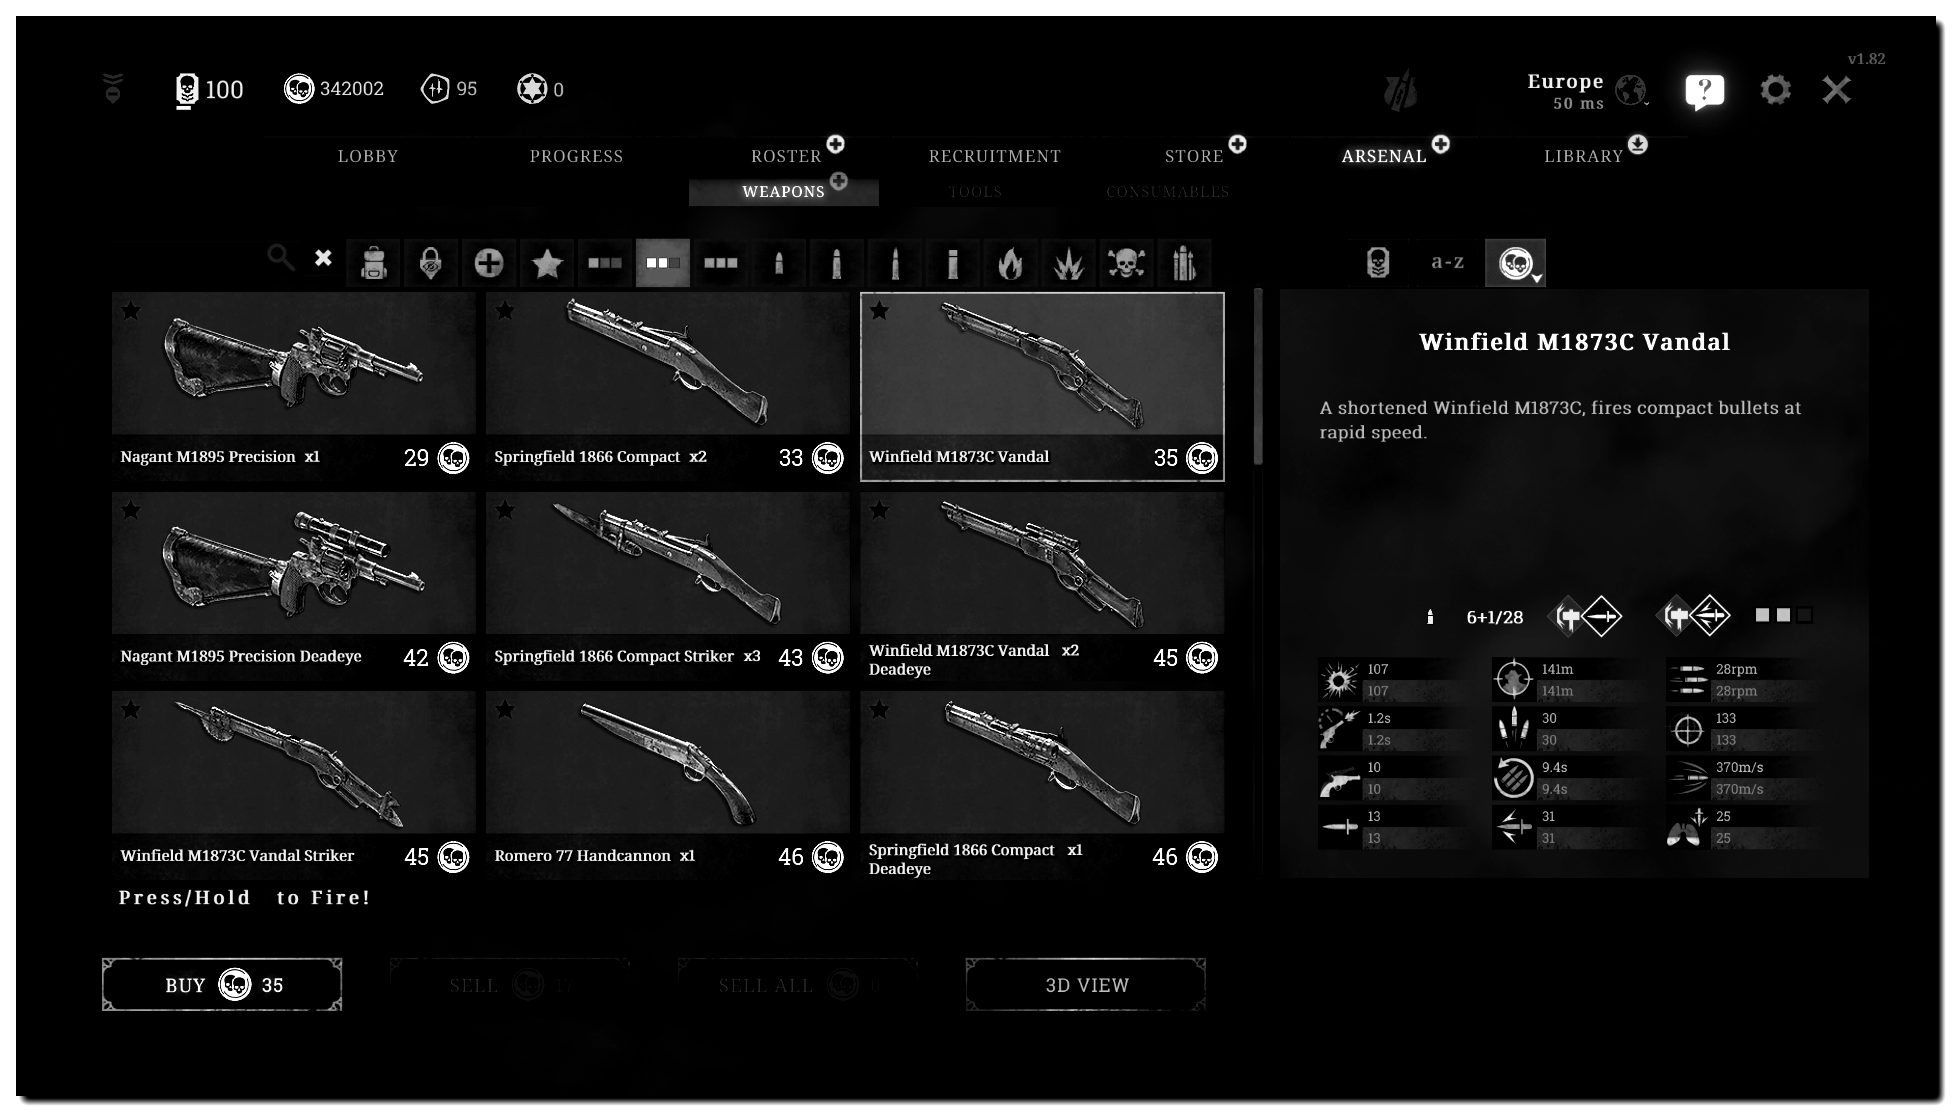 v1.82
100
342002
95
0
Europe
50 ms
?
LOBBY
PROGRESS
ROSTER
RECRUITMENT
STORE
ARSENAL
LIBRARY
WEAPONS
TOOLS
CONSUMABLES
a-z
Nagant M1895 Precision x1
29
Springfield 1866 Compact x2
33
Winfield M1873C Vandal
35
Nagant M1895 Precision Deadeye
42
Springfield 1866 Compact Striker x3
43
Winfield M1873C Vandal x2
Deadeye
45
Winfield M1873C Vandal Striker
45
Romero 77 Handcannon x1
46
Springfield 1866 Compact x1
Deadeye
46
Press/Hold to Fire!
BUY 35
SELL 17
SELL ALL 0
3D VIEW
Winfield M1873C Vandal
A shortened Winfield M1873C, fires compact bullets at
rapid speed.
6+1/28
107
107
141m
141m
28rpm
28rpm
1.2s
1.2s
30
30
133
133
10
10
9.4s
9.4s
370m/s
370m/s
13
13
31
31
25
25